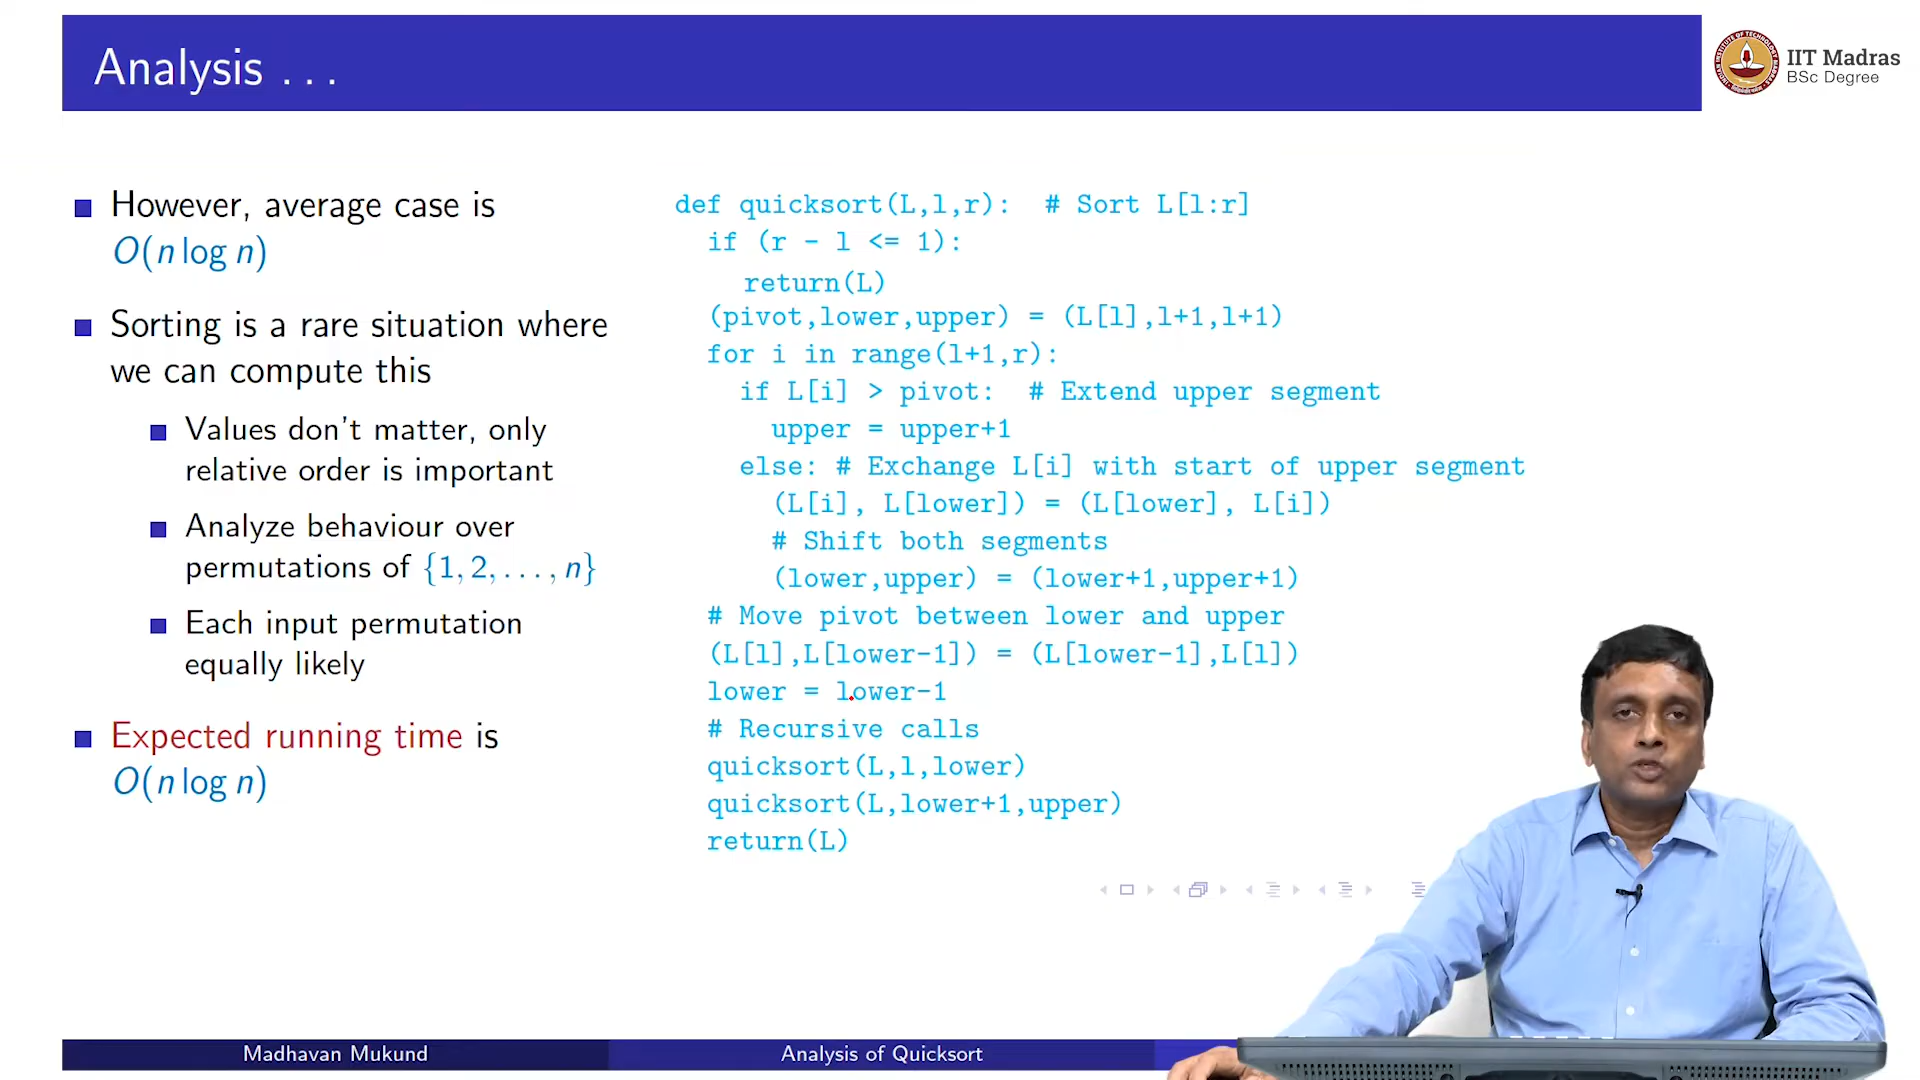 Analysis . . .
IIT Madras
BSc Degree
However, average case is
O(n log n)
Sorting is a rare situation where
we can compute this
Values don't matter, only
relative order is important
Analyze behaviour over
permutations of {1, 2, . . . , n}
Each input permutation
equally likely
Expected running time is
O(n log n)
def quicksort(L,l,r):  # Sort L[l:r]
  if (r - l <= 1):
    return(L)
  (pivot,lower,upper) = (L[l],l+1,l+1)
  for i in range(l+1,r):
    if L[i] > pivot:  # Extend upper segment
      upper = upper+1
    else: # Exchange L[i] with start of upper segment
      (L[i], L[lower]) = (L[lower], L[i])
      # Shift both segments
      (lower,upper) = (lower+1,upper+1)
  # Move pivot between lower and upper
  (L[l],L[lower-1]) = (L[lower-1],L[l])
  lower = lower-1
  # Recursive calls
  quicksort(L,l,lower)
  quicksort(L,lower+1,upper)
  return(L)
Madhavan Mukund
Analysis of Quicksort